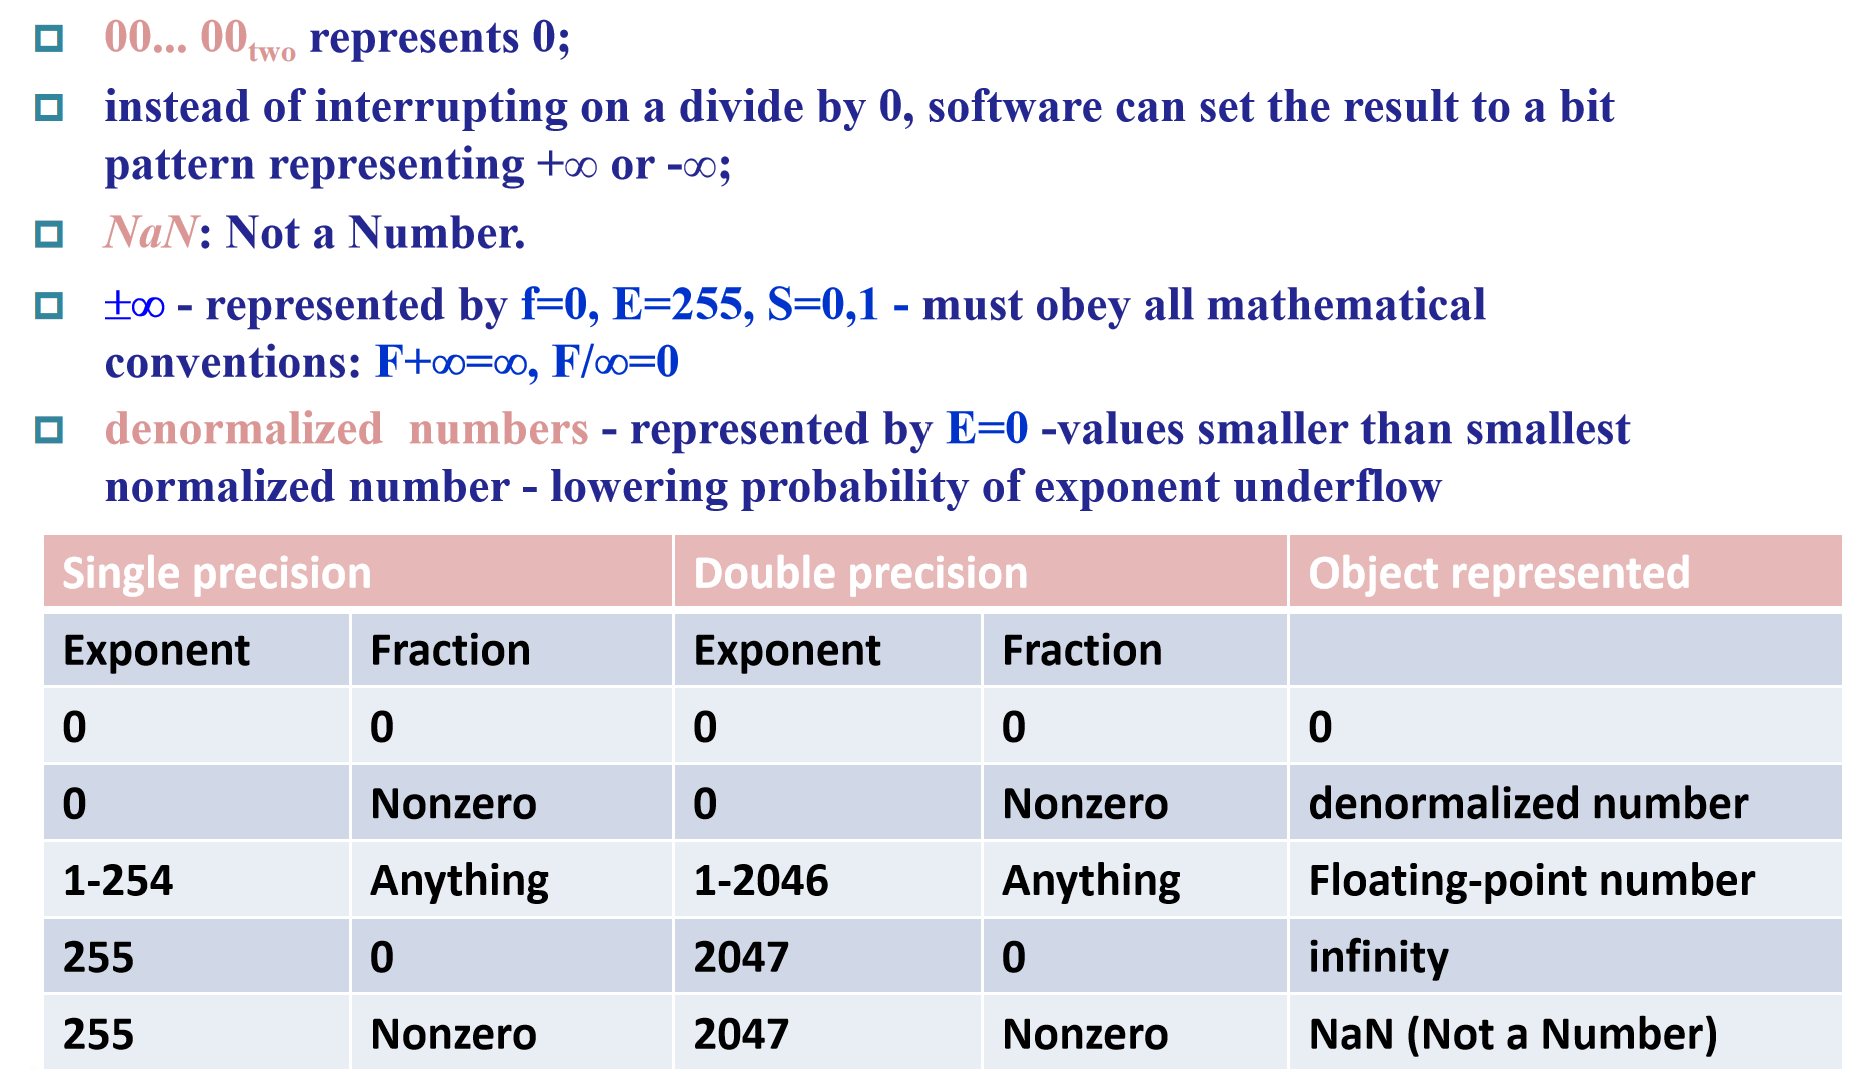 00... 00two represents 0;
instead of interrupting on a divide by 0, software can set the result to a bit
pattern representing +∞ or -∞;
NaN: Not a Number.
±∞ - represented by f=0, E=255, S=0,1 - must obey all mathematical
conventions: F+∞=∞, F/∞=0
denormalized numbers - represented by E=0 -values smaller than smallest
normalized number - lowering probability of exponent underflow
Single precision Double precision Object represented
Exponent Fraction Exponent Fraction
0 0 0 0 0
0 Nonzero 0 Nonzero denormalized number
1-254 Anything 1-2046 Anything Floating-point number
255 0 2047 0 infinity
255 Nonzero 2047 Nonzero NaN (Not a Number)